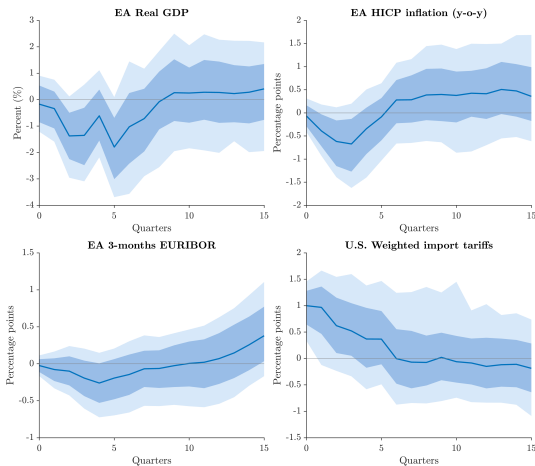 EA Real GDP
Percent (%)
3
2
1
0
-1
-2
-3
-4
0 5 10 15
Quarters
EA HICP inflation (y-o-y)
Percentage points
2
1.5
1
0.5
0
-0.5
-1
-1.5
-2
0 5 10 15
Quarters
EA 3-months EURIBOR
Percentage points
1.5
1
0.5
0
-0.5
-1
0 5 10 15
Quarters
U.S. Weighted import tariffs
Percentage points
2
1.5
1
0.5
0
-0.5
-1
-1.5
0 5 10 15
Quarters